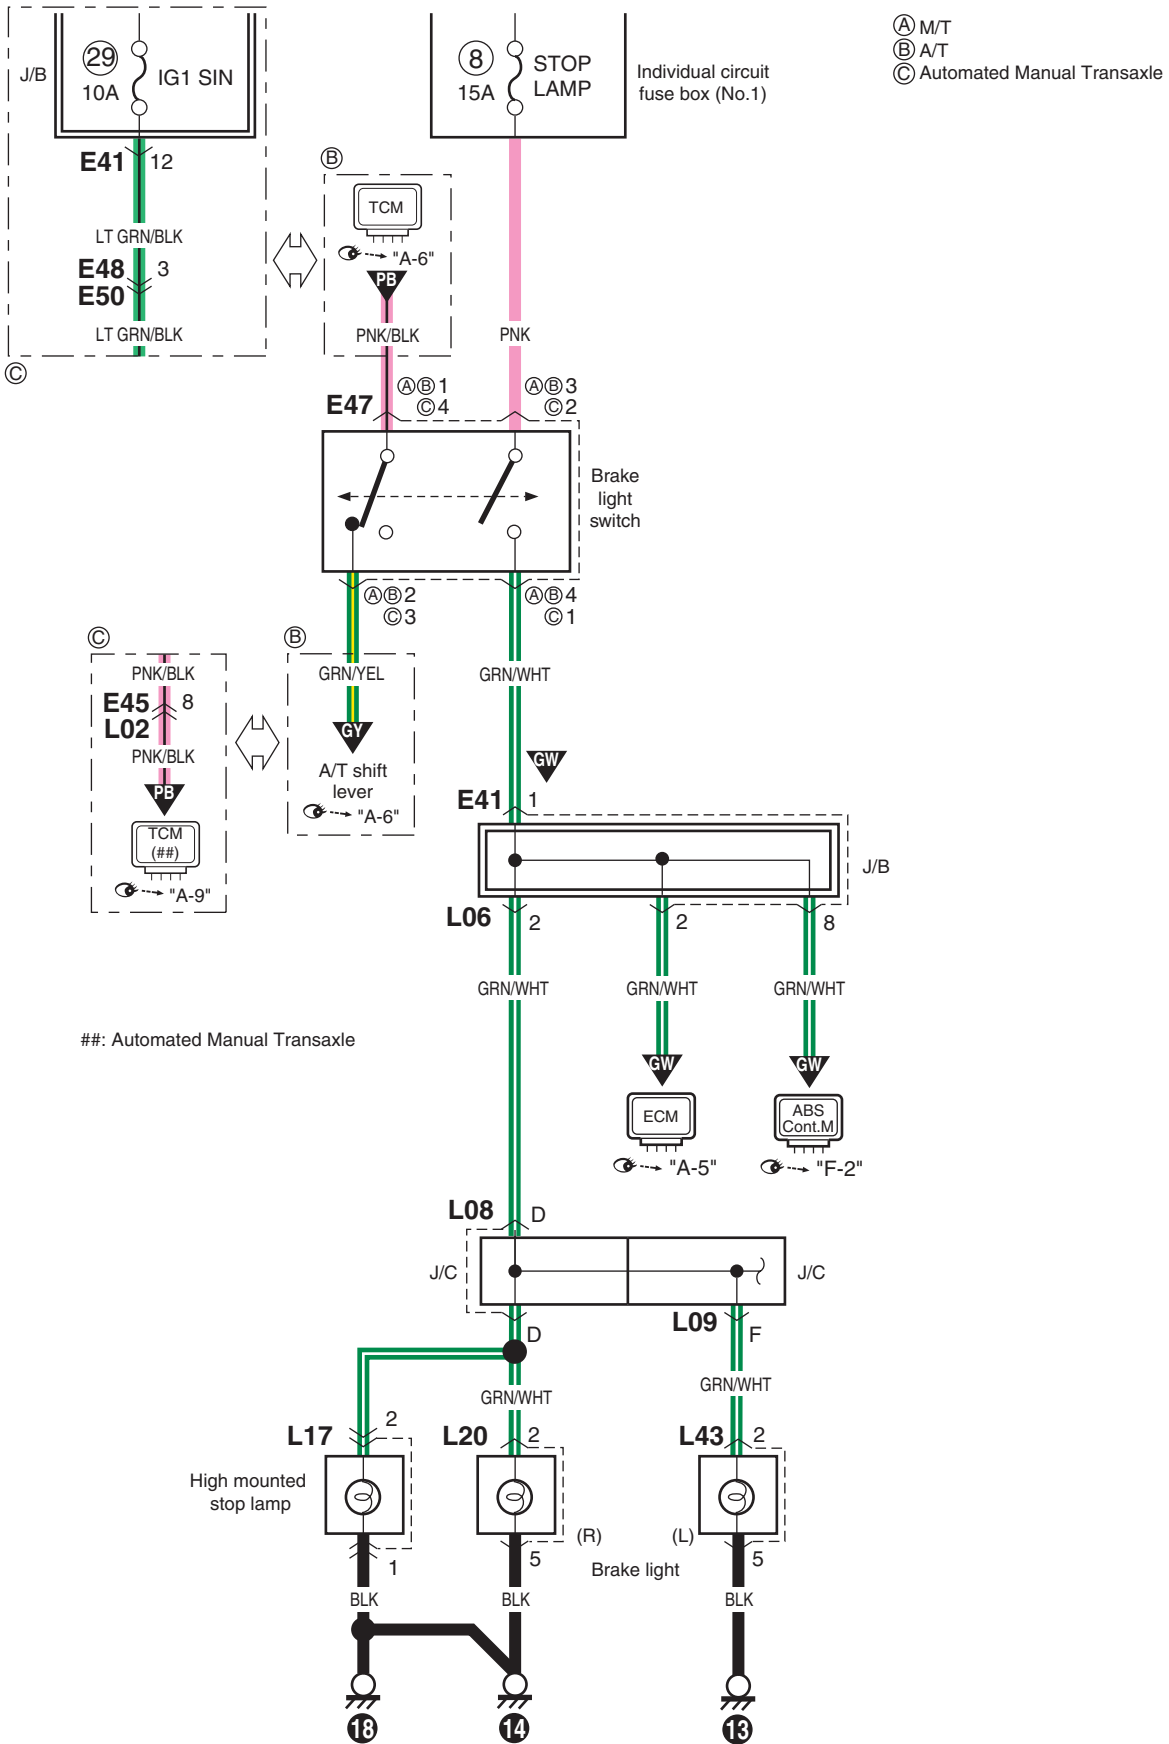 J/B
29
10A
IG1 SIN
8
15A
STOP
LAMP
Individual circuit
fuse box (No.1)
Ⓐ M/T
Ⓑ A/T
Ⓒ Automated Manual Transaxle
E41
12
LT GRN/BLK
E48
3
E50
LT GRN/BLK
Ⓒ
Ⓑ
TCM
"A-6"
PB
PNK/BLK
PNK
E47
ⒶⒷ1
Ⓒ4
ⒶⒷ3
Ⓒ2
Brake
light
switch
ⒶⒷ2
Ⓒ3
ⒶⒷ4
Ⓒ1
Ⓒ
PNK/BLK
E45
8
L02
PNK/BLK
PB
TCM
(##)
"A-9"
Ⓑ
GRN/YEL
GY
A/T shift
lever
"A-6"
GRN/WHT
GW
E41
1
J/B
L06
2
2
8
GRN/WHT
GRN/WHT
GRN/WHT
##: Automated Manual Transaxle
GW
GW
ECM
ABS
Cont.M
"A-5"
"F-2"
L08
D
J/C
J/C
D
L09
F
GRN/WHT
GRN/WHT
L17
2
L20
2
L43
2
High mounted
stop lamp
(R)
(L)
1
5
Brake light
5
BLK
BLK
BLK
18
14
13